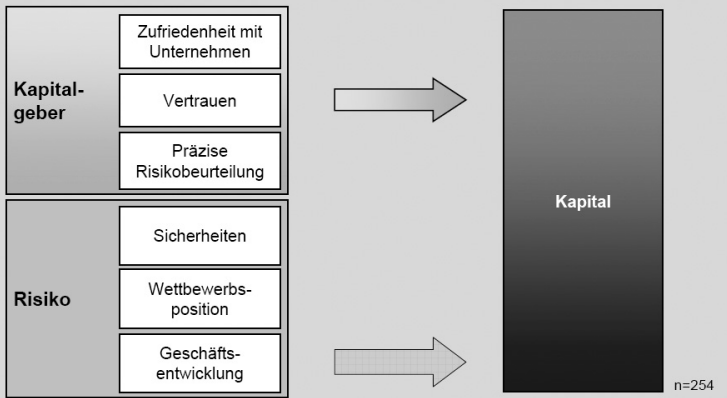 Kapital-
geber
Zufriedenheit mit
Unternehmen
Vertrauen
Präzise
Risikobeurteilung
Risiko
Sicherheiten
Wettbewerbs-
position
Geschäfts-
entwicklung
Kapital
n=254